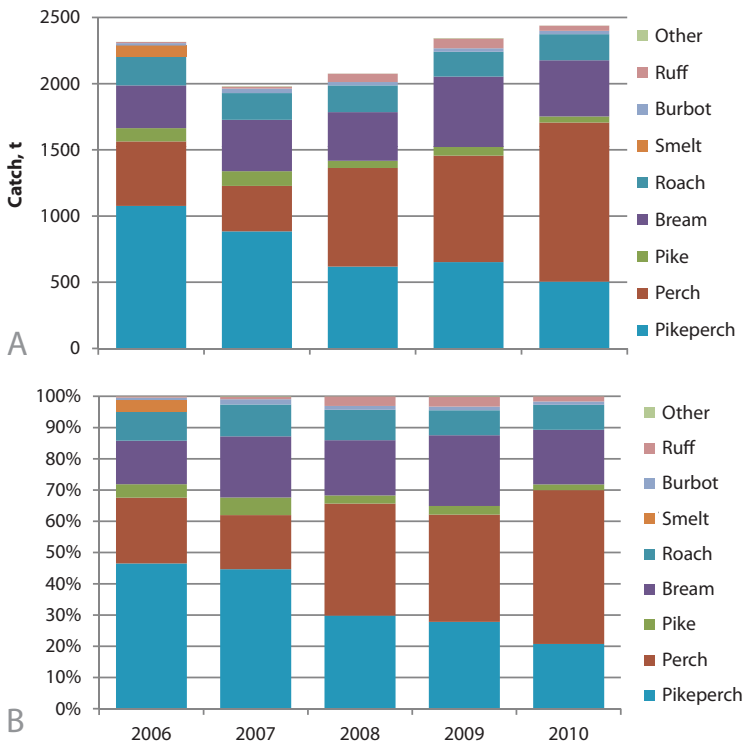 A
Catch, t
2500
2000
1500
1000
500
0
Other
Ruff
Burbot
Smelt
Roach
Bream
Pike
Perch
Pikeperch
B
100%
90%
80%
70%
60%
50%
40%
30%
20%
10%
0%
2006
2007
2008
2009
2010
Other
Ruff
Burbot
Smelt
Roach
Bream
Pike
Perch
Pikeperch